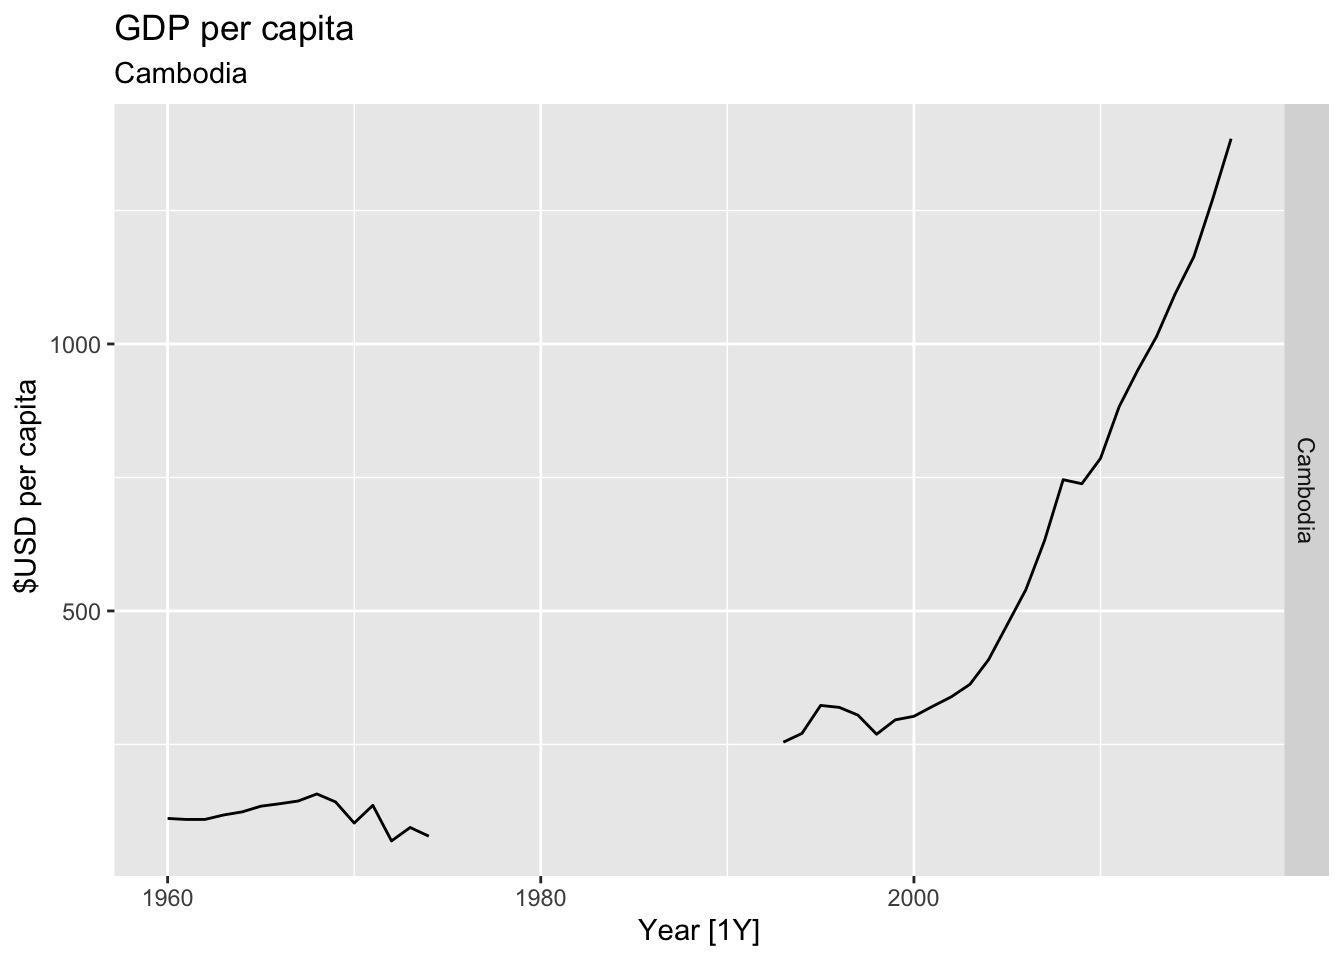 GDP per capita
Cambodia
1000
500
$USD per capita
Cambodia
1960
1980
2000
Year [1Y]